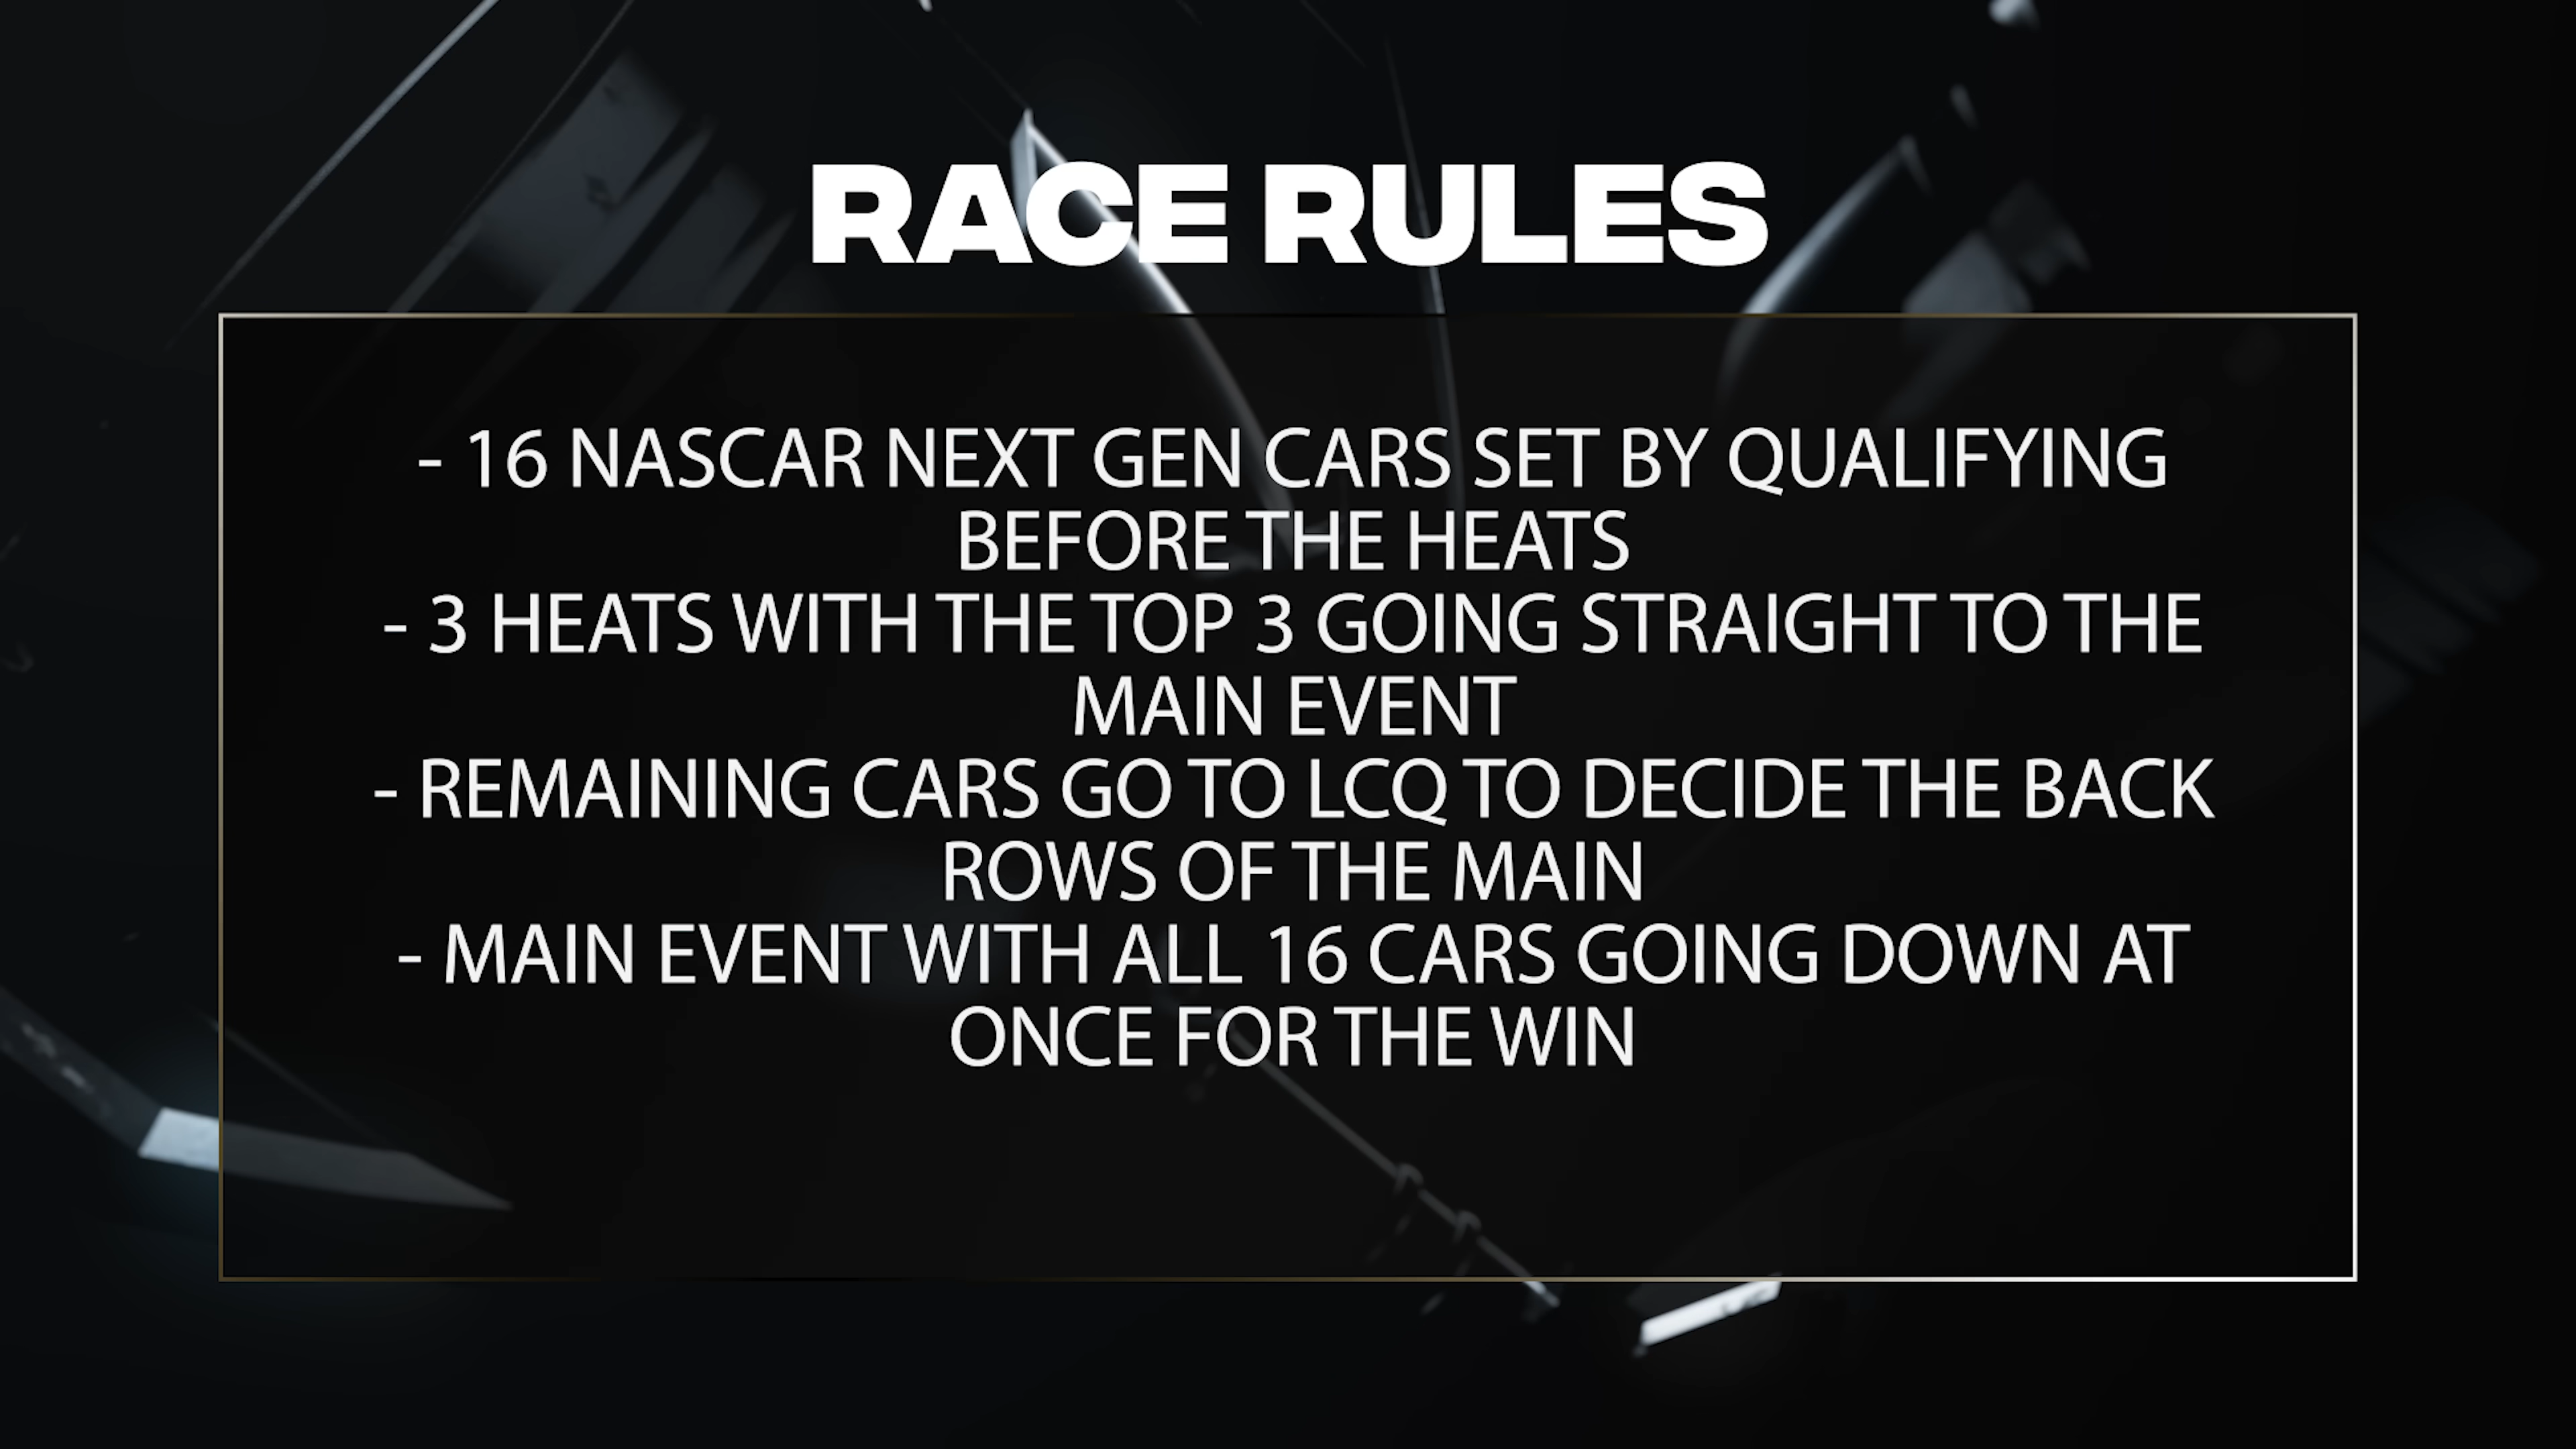 RACE RULES
- 16 NASCAR NEXT GEN CARS SET BY QUALIFYING
BEFORE THE HEATS
- 3 HEATS WITH THE TOP 3 GOING STRAIGHT TO THE
MAIN EVENT
- REMAINING CARS GO TO LCQ TO DECIDE THE BACK
ROWS OF THE MAIN
- MAIN EVENT WITH ALL 16 CARS GOING DOWN AT
ONCE FOR THE WIN